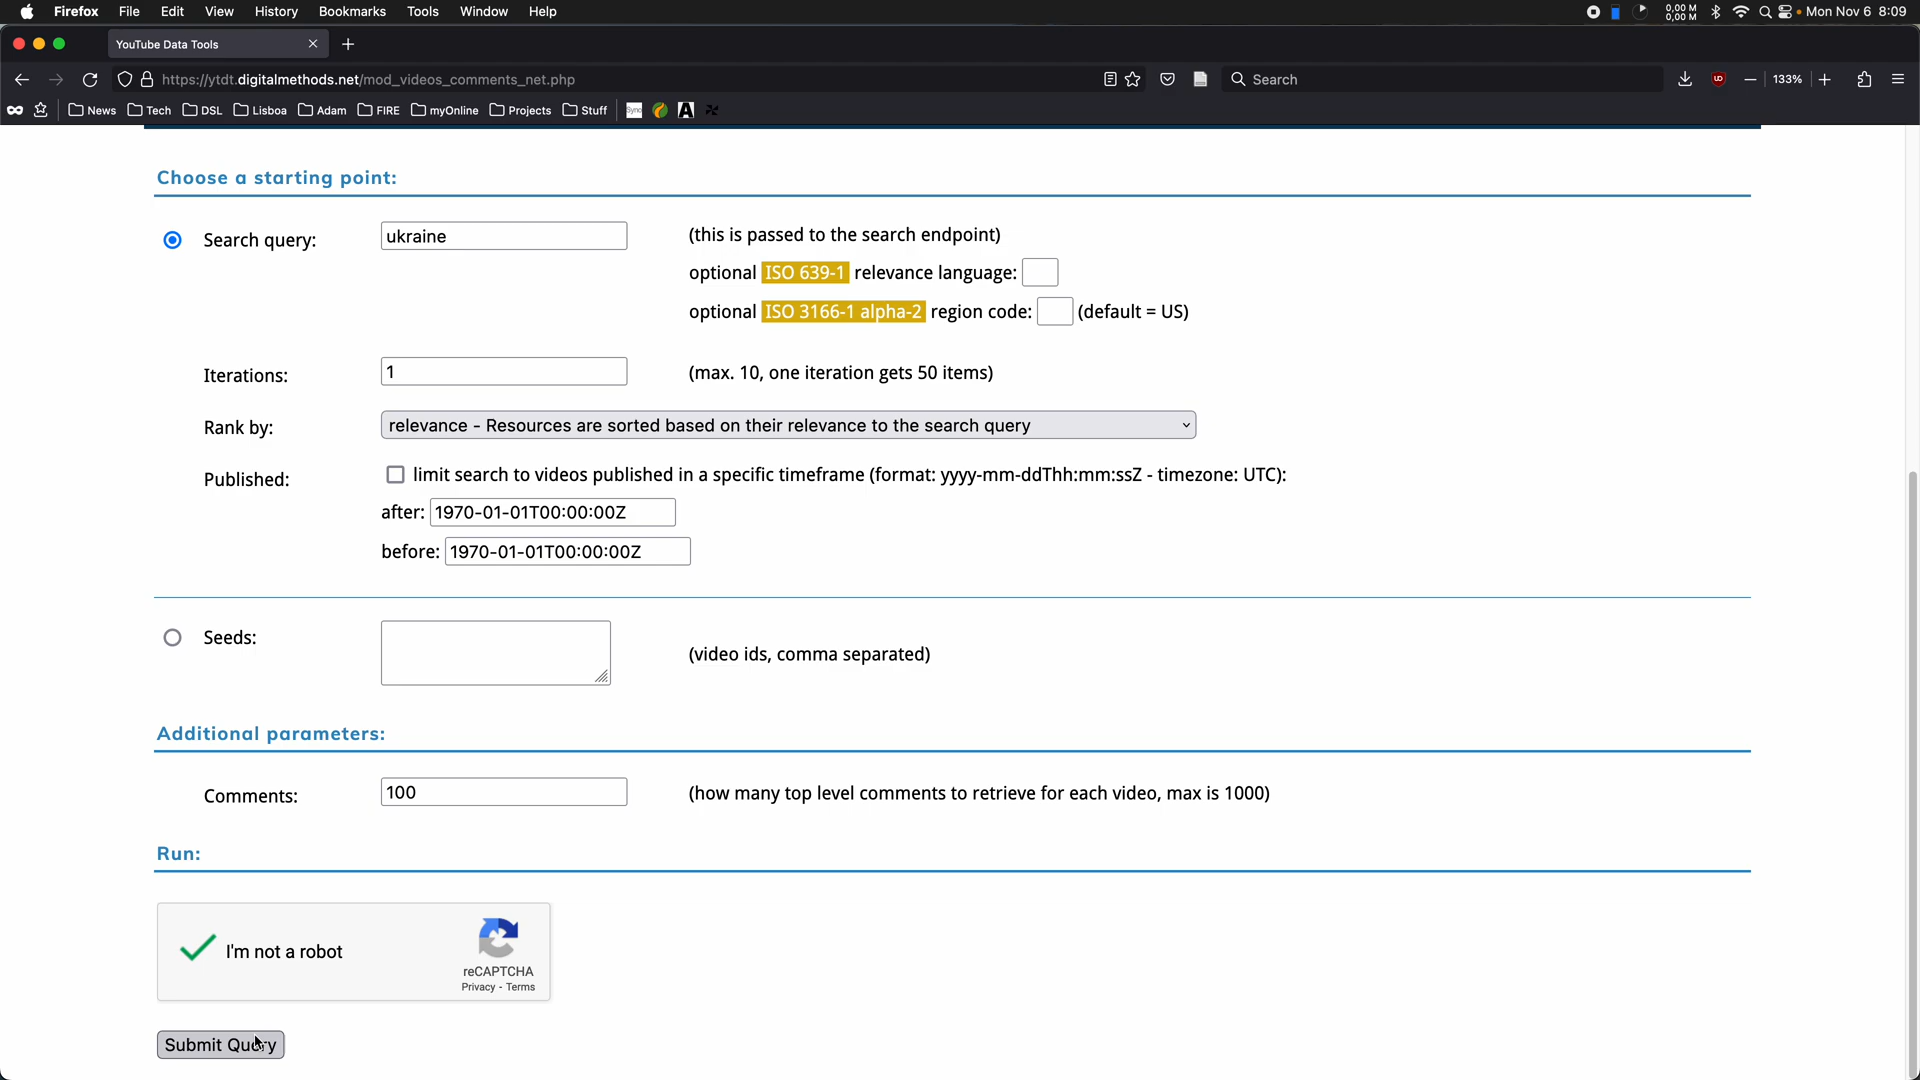 Firefox File Edit View History Bookmarks Tools Window Help 0,00 M 0,00 M Mon Nov 6 8:09
YouTube Data Tools
https://ytdt.digitalmethods.net/mod_videos_comments_net.php Search 133%
News Tech DSL Lisboa Adam FIRE myOnline Projects Stuff
Choose a starting point:
Search query: ukraine (this is passed to the search endpoint)
optional ISO 639-1 relevance language:
optional ISO 3166-1 alpha-2 region code: (default = US)
Iterations: 1 (max. 10, one iteration gets 50 items)
Rank by: relevance - Resources are sorted based on their relevance to the search query
Published: limit search to videos published in a specific timeframe (format: yyyy-mm-ddThh:mm:ssZ - timezone: UTC):
after: 1970-01-01T00:00:00Z
before: 1970-01-01T00:00:00Z
Seeds: (video ids, comma separated)
Additional parameters:
Comments: 100 (how many top level comments to retrieve for each video, max is 1000)
Run:
I'm not a robot
reCAPTCHA
Privacy - Terms
Submit Query